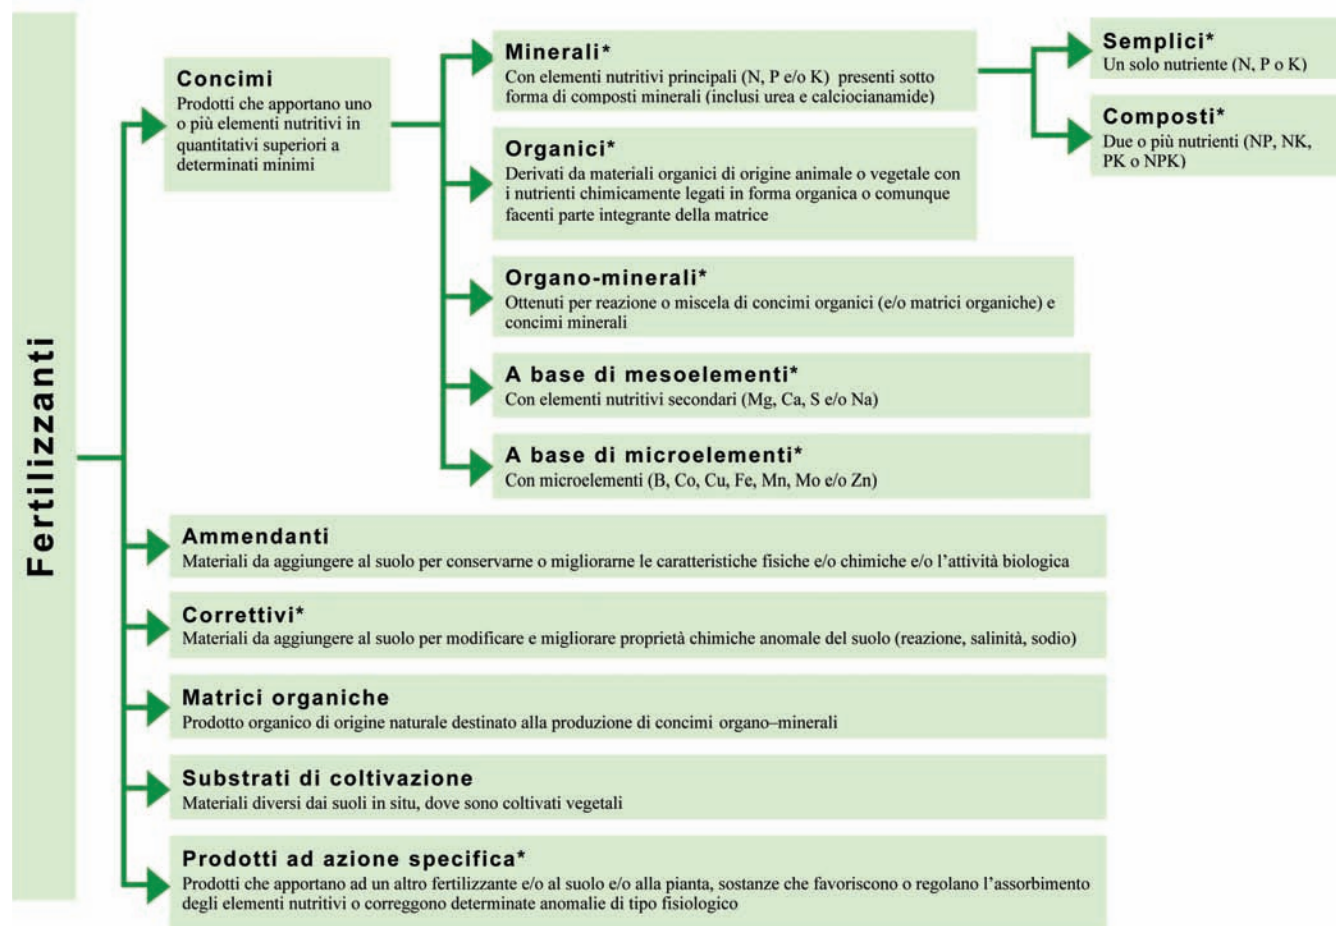 Fertilizzanti
Concimi
Prodotti che apportano uno
o più elementi nutritivi in
quantitativi superiori a
determinati minimi
Minerali*
Con elementi nutritivi principali (N, P e/o K) presenti sotto
forma di composti minerali (inclusi urea e calciocianamide)
Semplici*
Un solo nutriente (N, P o K)
Composti*
Due o più nutrienti (NP, NK,
PK o NPK)
Organici*
Derivati da materiali organici di origine animale o vegetale con
i nutrienti chimicamente legati in forma organica o comunque
facenti parte integrante della matrice
Organo-minerali*
Ottenuti per reazione o miscela di concimi organici (e/o matrici organiche) e
concimi minerali
A base di mesoelementi*
Con elementi nutritivi secondari (Mg, Ca, S e/o Na)
A base di microelementi*
Con microelementi (B, Co, Cu, Fe, Mn, Mo e/o Zn)
Ammendanti
Materiali da aggiungere al suolo per conservarne o migliorarne le caratteristiche fisiche e/o chimiche e/o l’attività biologica
Correttivi*
Materiali da aggiungere al suolo per modificare e migliorare proprietà chimiche anomale del suolo (reazione, salinità, sodio)
Matrici organiche
Prodotto organico di origine naturale destinato alla produzione di concimi organo–minerali
Substrati di coltivazione
Materiali diversi dai suoli in situ, dove sono coltivati vegetali
Prodotti ad azione specifica*
Prodotti che apportano ad un altro fertilizzante e/o al suolo e/o alla pianta, sostanze che favoriscono o regolano l’assorbimento
degli elementi nutritivi o correggono determinate anomalie di tipo fisiologico